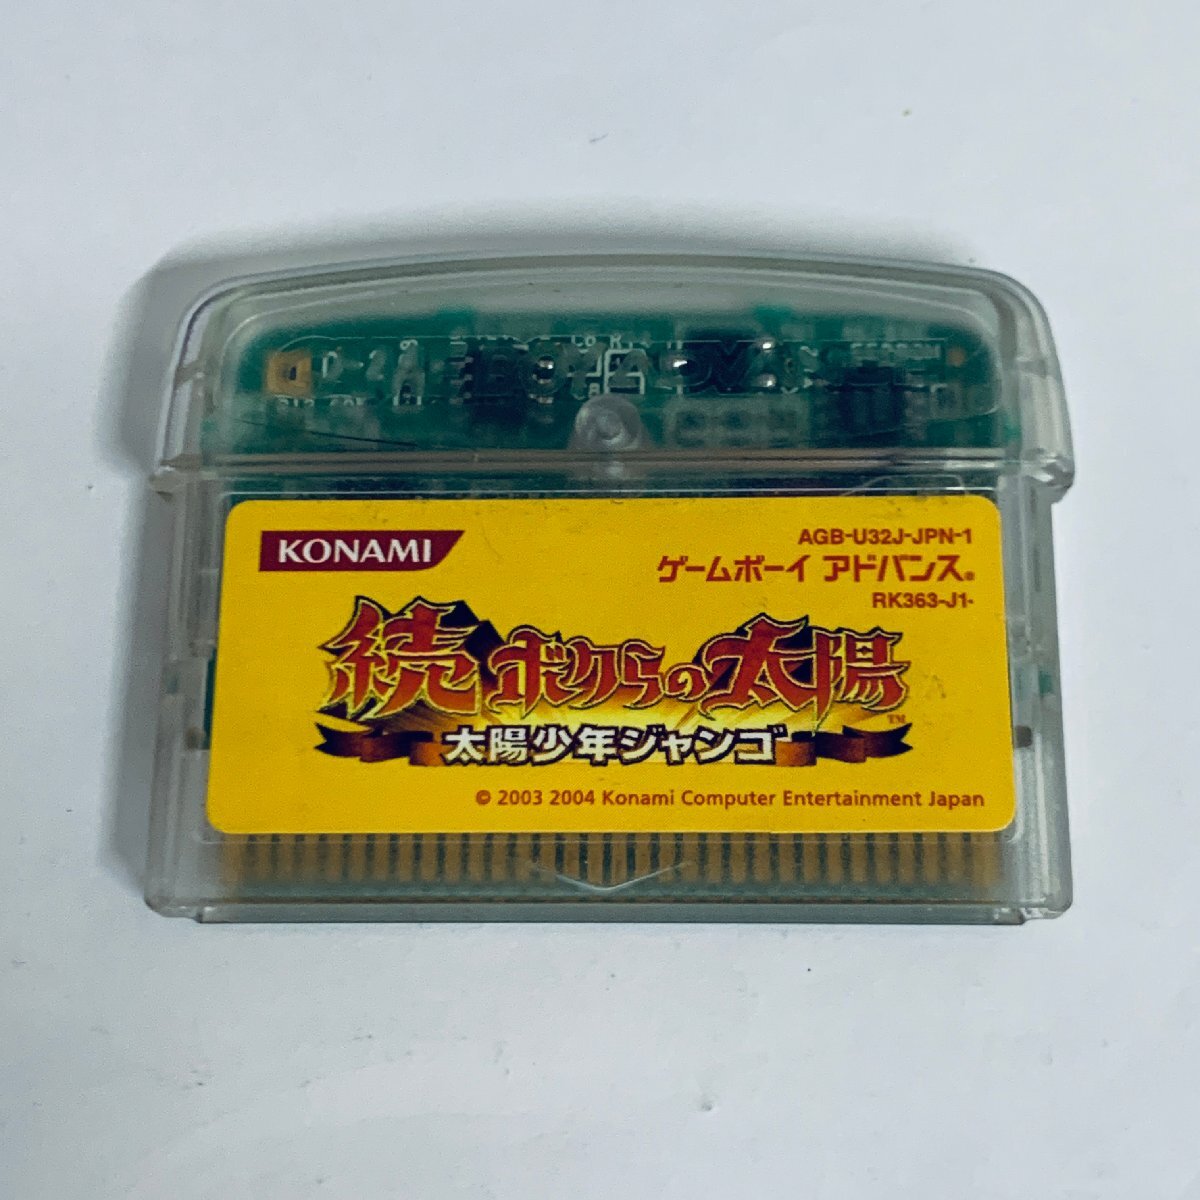 KONAMI
AGB-U32J-JPN-1
ゲームボーイ アドバンス®
RK363-J1-
続ボクらの太陽™
太陽少年ジャンゴ
© 2003 2004 Konami Computer Entertainment Japan